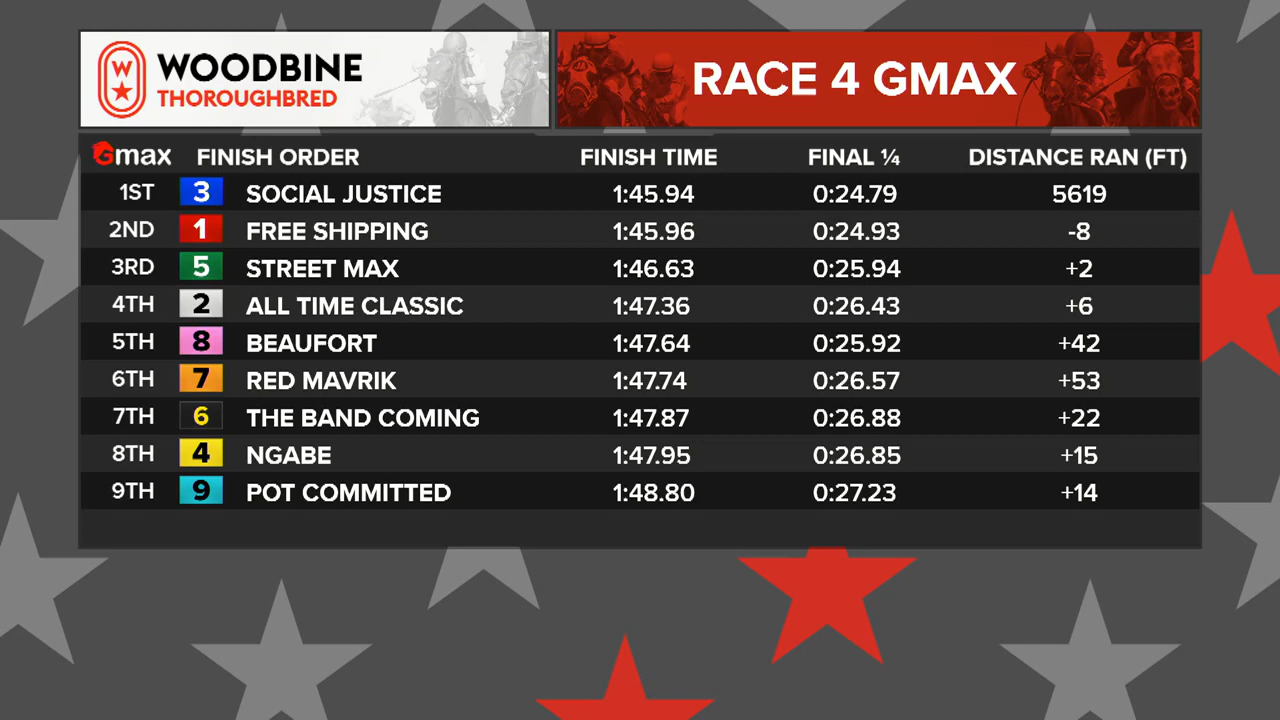 W WOODBINE
THOROUGHBRED
RACE 4 GMAX
Gmax FINISH ORDER FINISH TIME FINAL ¼ DISTANCE RAN (FT)
1ST 3 SOCIAL JUSTICE 1:45.94 0:24.79 5619
2ND 1 FREE SHIPPING 1:45.96 0:24.93 -8
3RD 5 STREET MAX 1:46.63 0:25.94 +2
4TH 2 ALL TIME CLASSIC 1:47.36 0:26.43 +6
5TH 8 BEAUFORT 1:47.64 0:25.92 +42
6TH 7 RED MAVRIK 1:47.74 0:26.57 +53
7TH 6 THE BAND COMING 1:47.87 0:26.88 +22
8TH 4 NGABE 1:47.95 0:26.85 +15
9TH 9 POT COMMITTED 1:48.80 0:27.23 +14